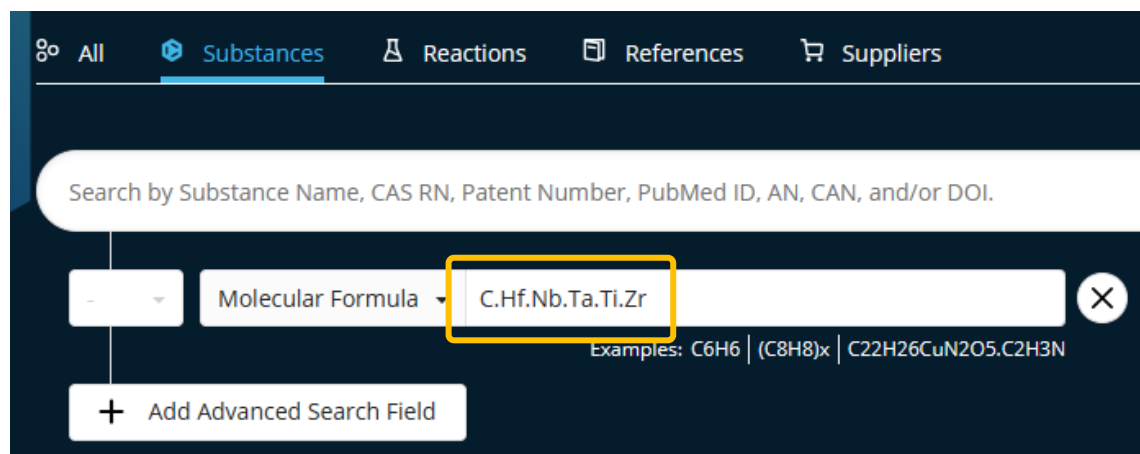 All Substances Reactions References Suppliers
Search by Substance Name, CAS RN, Patent Number, PubMed ID, AN, CAN, and/or DOI.
- Molecular Formula C.Hf.Nb.Ta.Ti.Zr
Examples: C6H6 | (C8H8)x | C22H26CuN2O5.C2H3N
+ Add Advanced Search Field